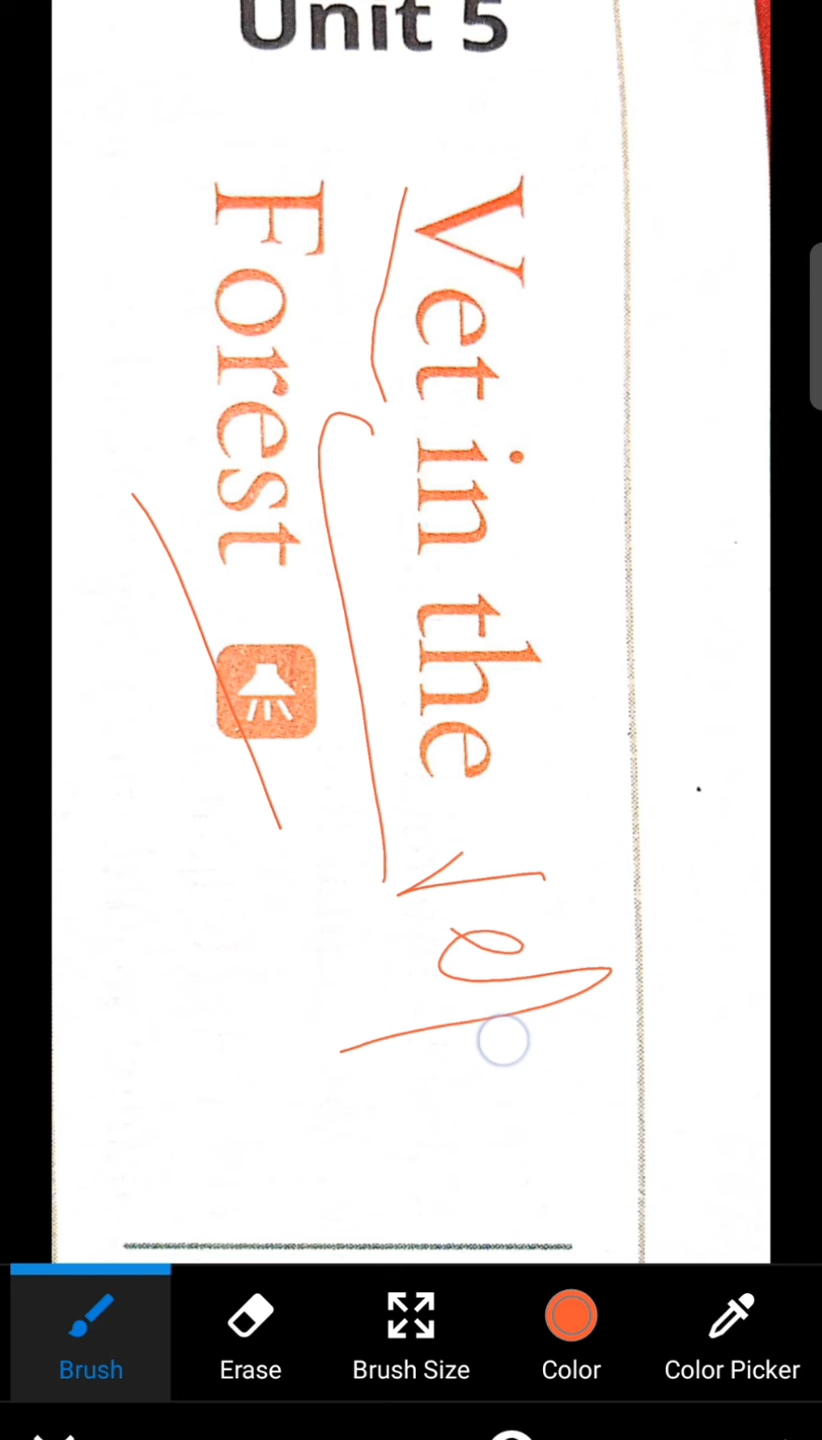 Unit 5
Vet in the
Forest
Vet
Brush
Erase
Brush Size
Color
Color Picker